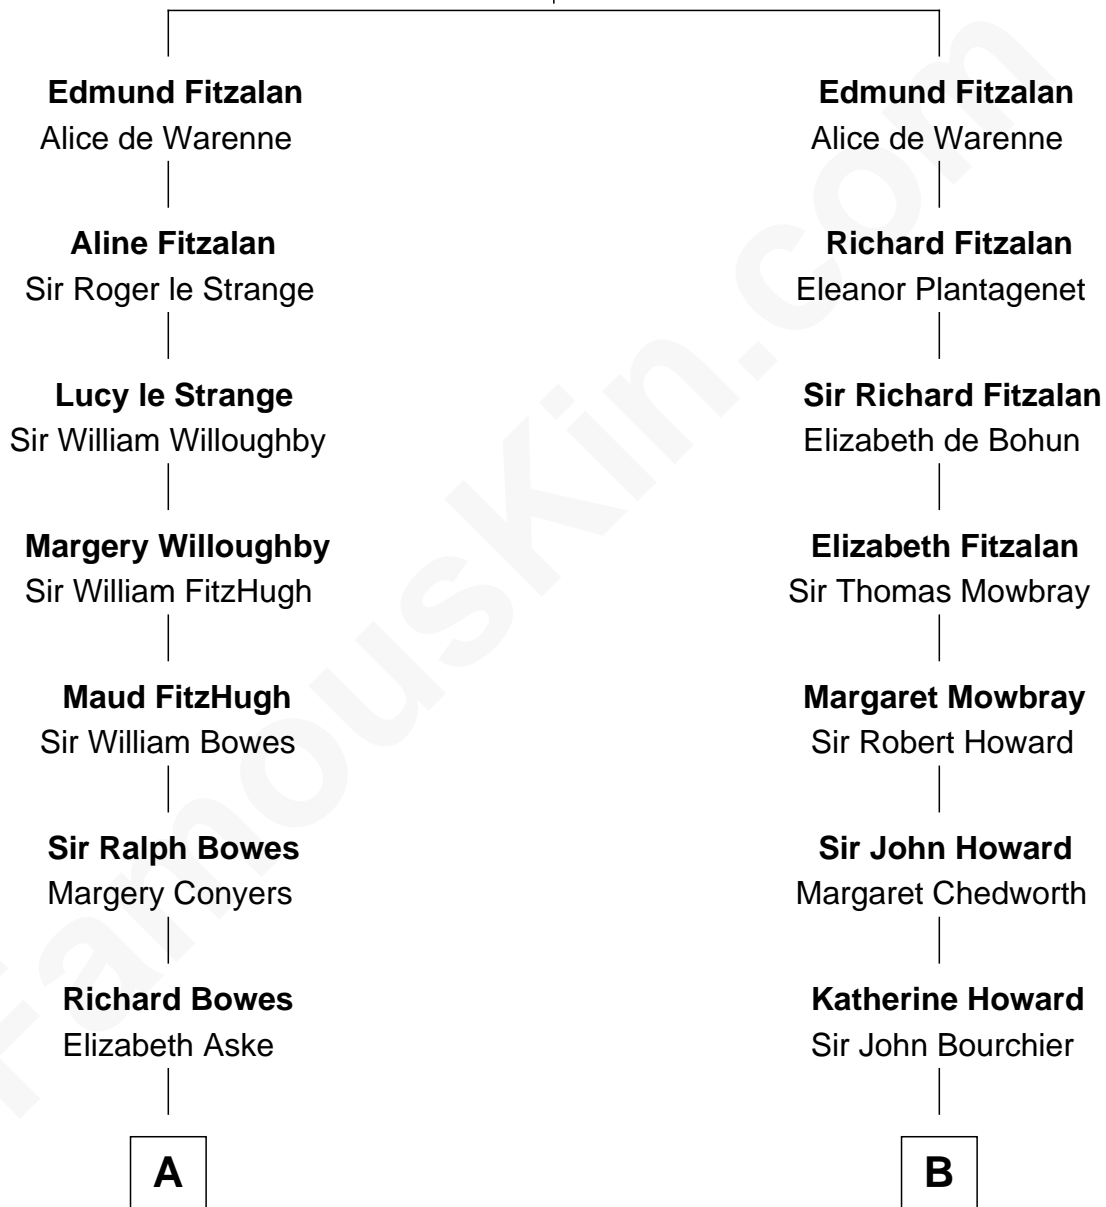 Edmund Fitzalan
Alice de Warenne
Aline Fitzalan
Sir Roger le Strange
Lucy le Strange
Sir William Willoughby
Margery Willoughby
Sir William FitzHugh
Maud FitzHugh
Sir William Bowes
Sir Ralph Bowes
Margery Conyers
Richard Bowes
Elizabeth Aske
A
Edmund Fitzalan
Alice de Warenne
Richard Fitzalan
Eleanor Plantagenet
Sir Richard Fitzalan
Elizabeth de Bohun
Elizabeth Fitzalan
Sir Thomas Mowbray
Margaret Mowbray
Sir Robert Howard
Sir John Howard
Margaret Chedworth
Katherine Howard
Sir John Bourchier
B
FamousKin.com